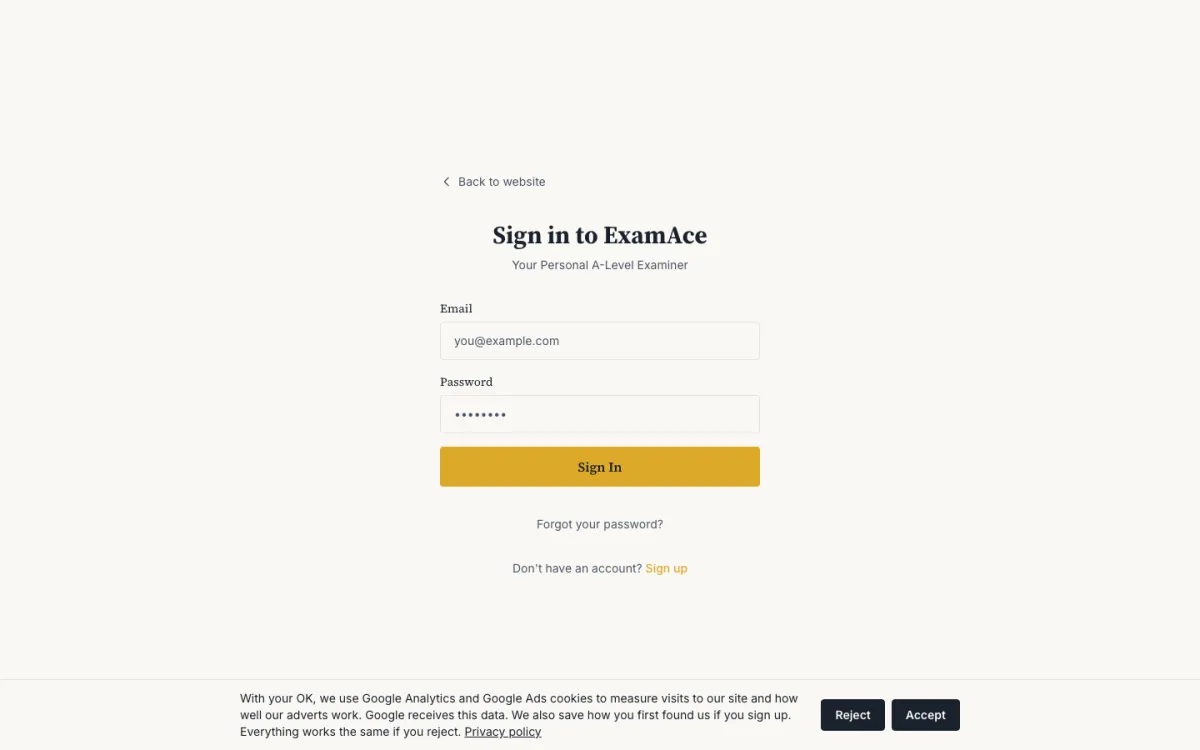 Back to website
Sign in to ExamAce
Your Personal A-Level Examiner
Email
you@example.com
Password
••••••••
Sign In
Forgot your password?
Don't have an account? Sign up
With your OK, we use Google Analytics and Google Ads cookies to measure visits to our site and how
well our adverts work. Google receives this data. We also save how you first found us if you sign up.
Everything works the same if you reject. Privacy policy
Reject
Accept